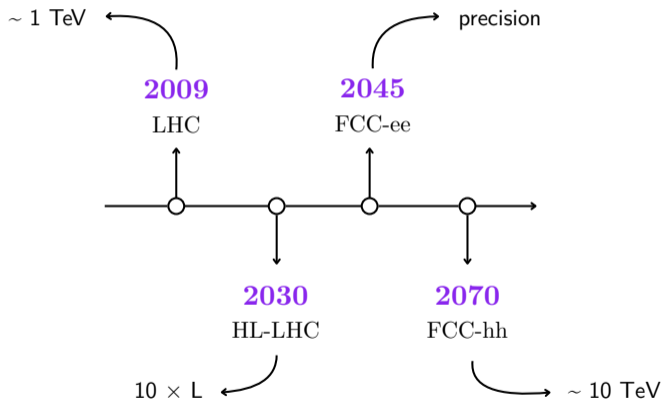 ~ 1 TeV
precision
2009
LHC
2045
FCC-ee
2030
HL-LHC
2070
FCC-hh
10 × L
~ 10 TeV